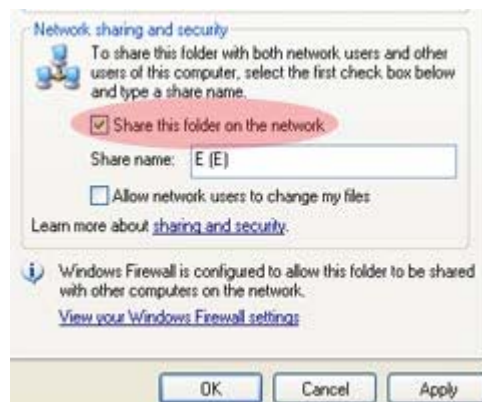 Network sharing and security
To share this folder with both network users and other
users of this computer, select the first check box below
and type a share name.
Share this folder on the network
Share name: E (E)
Allow network users to change my files
Learn more about sharing and security.
Windows Firewall is configured to allow this folder to be shared
with other computers on the network.
View your Windows Firewall settings
OK Cancel Apply